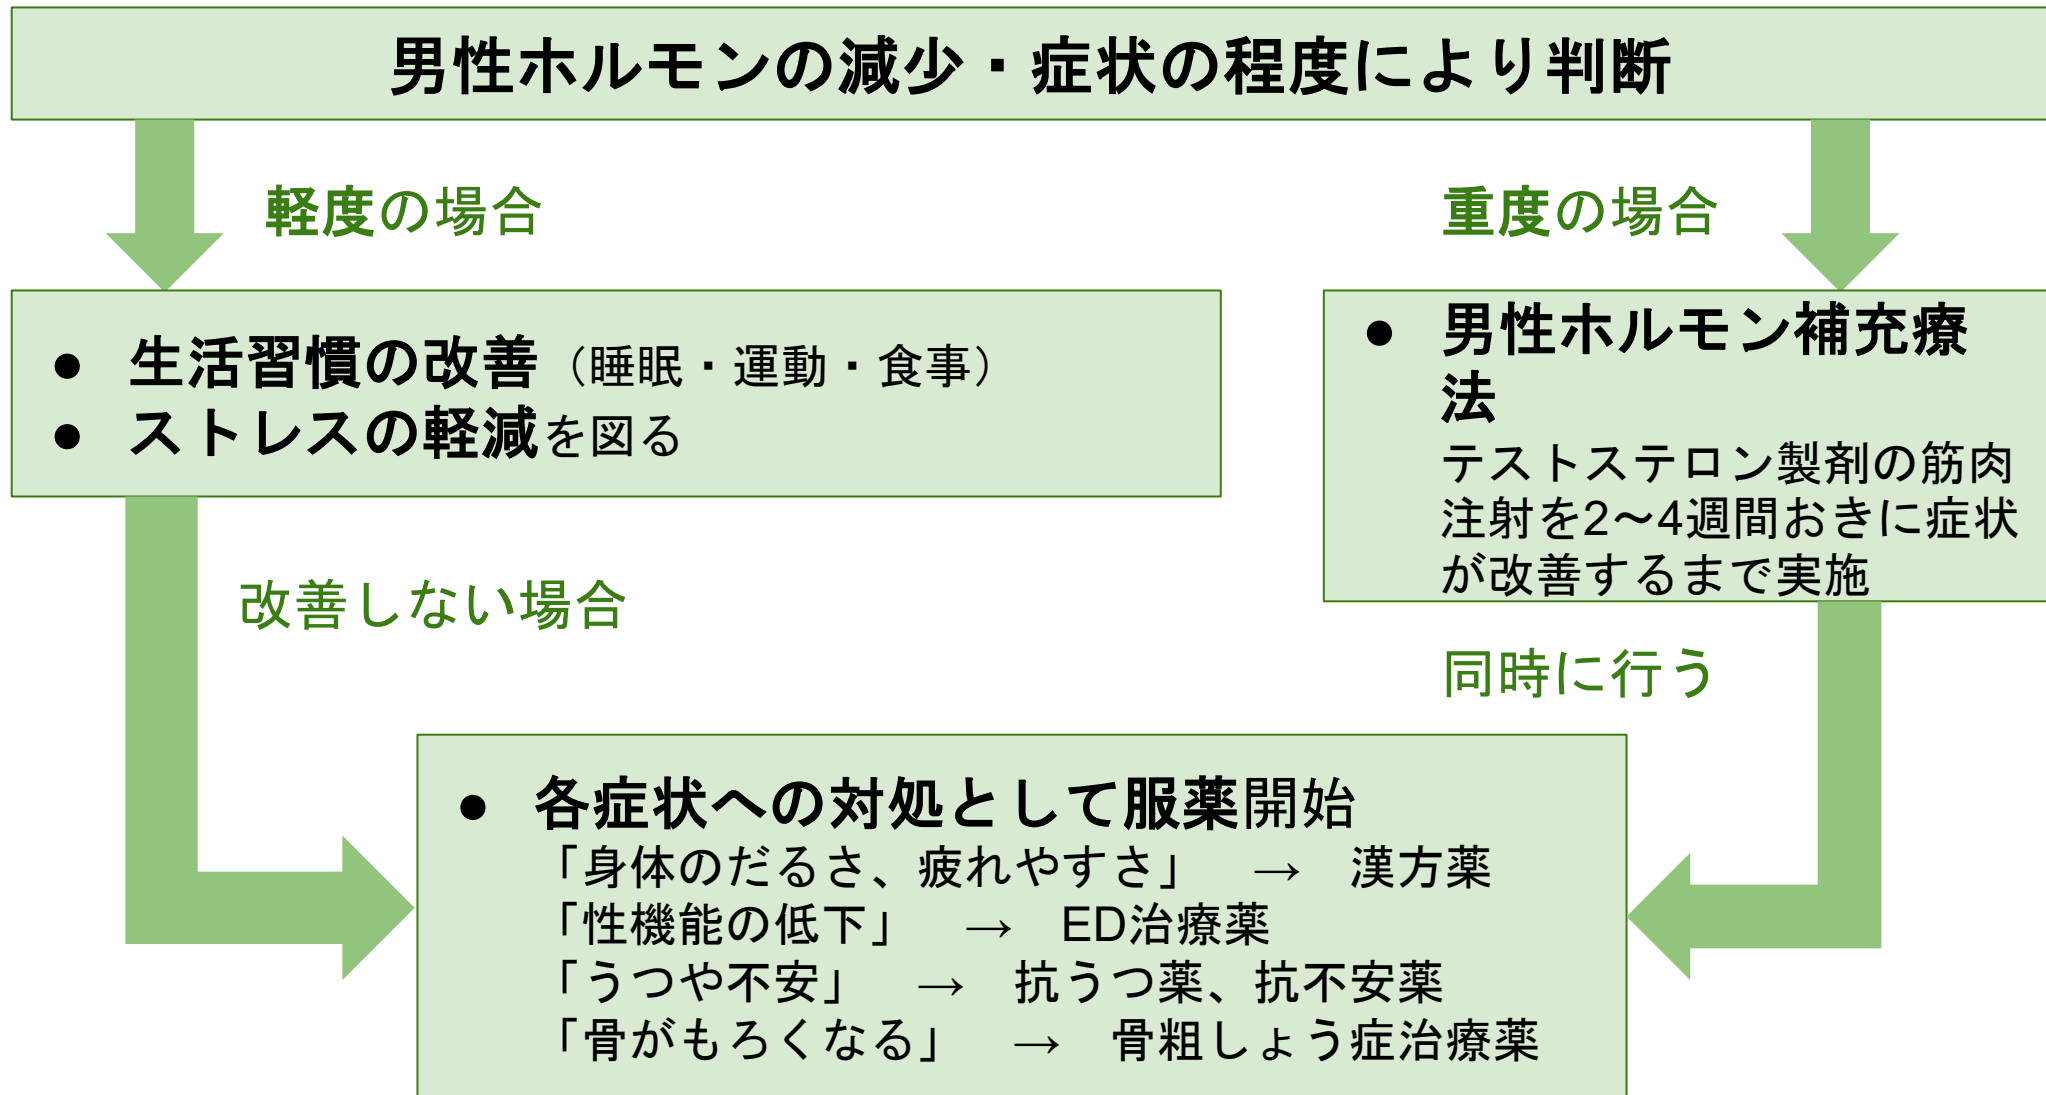 男性ホルモンの減少・症状の程度により判断
軽度の場合
重度の場合
● 生活習慣の改善（睡眠・運動・食事）
● ストレスの軽減を図る
● 男性ホルモン補充療
法
テストステロン製剤の筋肉
注射を2〜4週間おきに症状
が改善するまで実施
改善しない場合
同時に行う
● 各症状への対処として服薬開始
「身体のだるさ、疲れやすさ」　→　漢方薬
「性機能の低下」　→　ED治療薬
「うつや不安」　→　抗うつ薬、抗不安薬
「骨がもろくなる」　→　骨粗しょう症治療薬